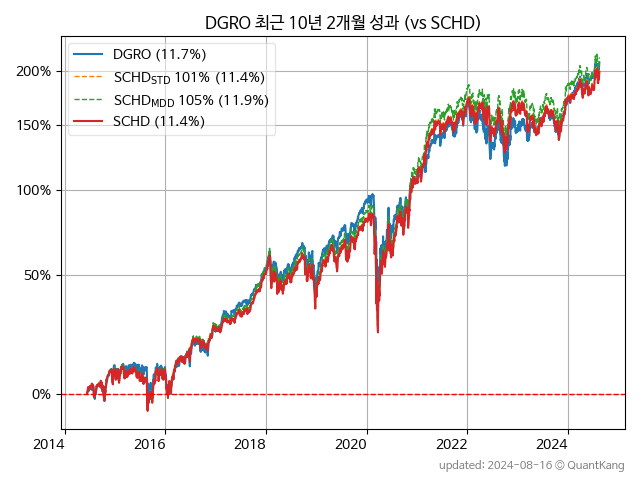 DGRO 최근 10년 2개월 성과 (vs SCHD)
DGRO (11.7%)
SCHD_STD 101% (11.4%)
SCHD_MDD 105% (11.9%)
SCHD (11.4%)
200%
150%
100%
50%
0%
2014 2016 2018 2020 2022 2024
updated: 2024-08-16 © QuantKang